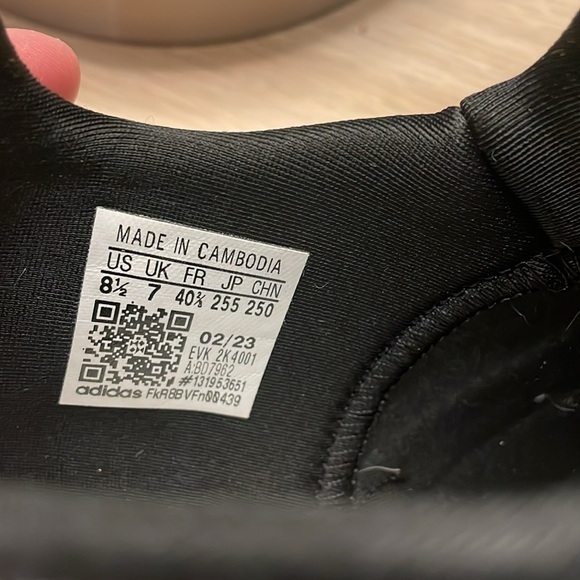 MADE IN CAMBODIA
US UK FR JP CHN
8½ 7 40⅔ 255 250
02/23
EVK 2K4001
A:BD7962
#131953651
adidas FkR8BVFn00439